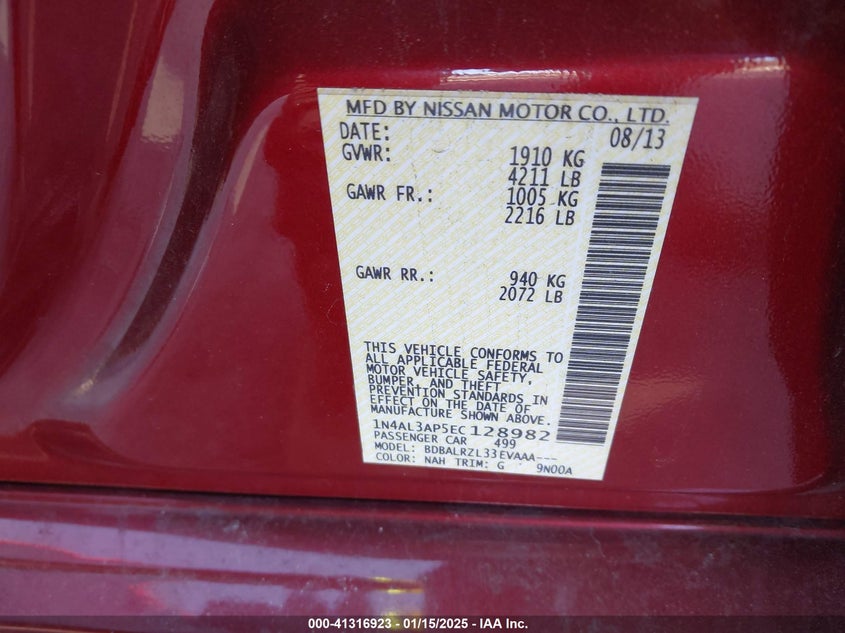 MFD BY NISSAN MOTOR CO., LTD.
DATE: 08/13
GVWR: 1910 KG
4211 LB
GAWR FR.: 1005 KG
2216 LB
GAWR RR.: 940 KG
2072 LB
THIS VEHICLE CONFORMS TO
ALL APPLICABLE FEDERAL
MOTOR VEHICLE SAFETY,
BUMPER, AND THEFT
PREVENTION STANDARDS IN
EFFECT ON THE DATE OF
MANUFACTURE SHOWN ABOVE.
1N4AL3AP5EC128982
PASSENGER CAR 499
MODEL: BDBALRZL33EVAAA---
COLOR: NAH TRIM: G 9N00A
000-41316923 - 01/15/2025 - IAA Inc.